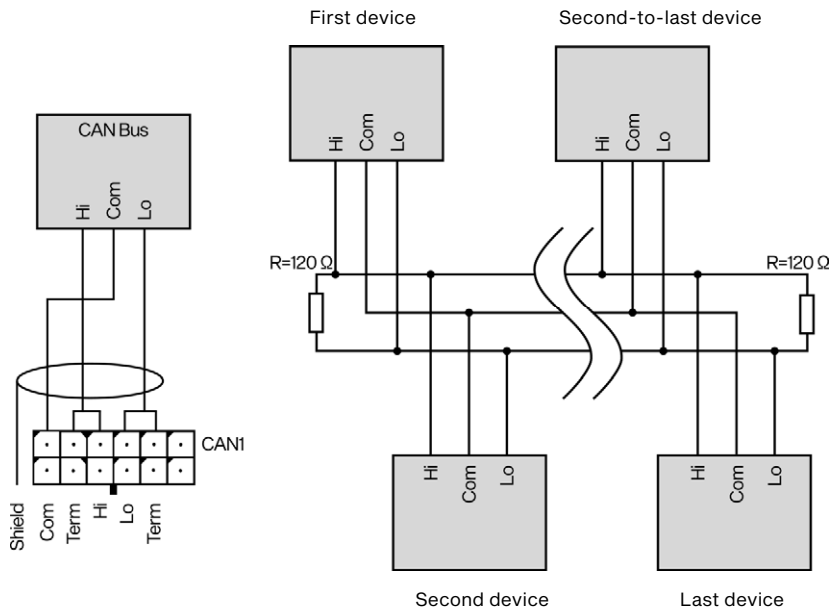 First device
Second-to-last device
CAN Bus
Hi
Com
Lo
Hi
Com
Lo
Hi
Com
Lo
R=120 Ω
R=120 Ω
CAN1
Shield
Com
Term
Hi
Lo
Term
Hi
Com
Lo
Hi
Com
Lo
Second device
Last device